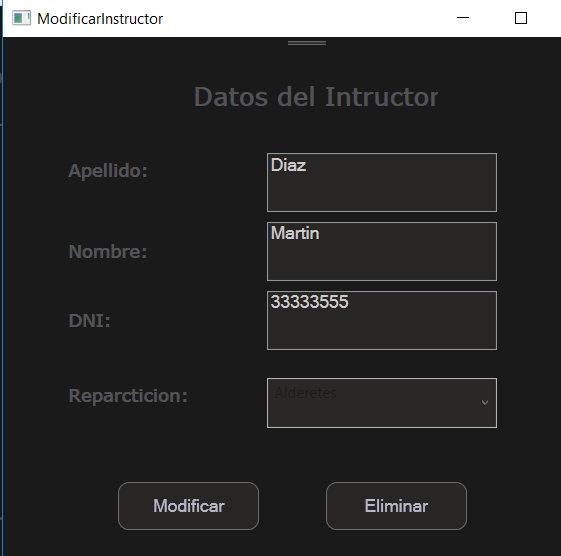 ModificarInstructor
Datos del Intructor
Apellido: Diaz
Nombre: Martin
DNI: 33333555
Reparcticion: Alderetes
Modificar Eliminar